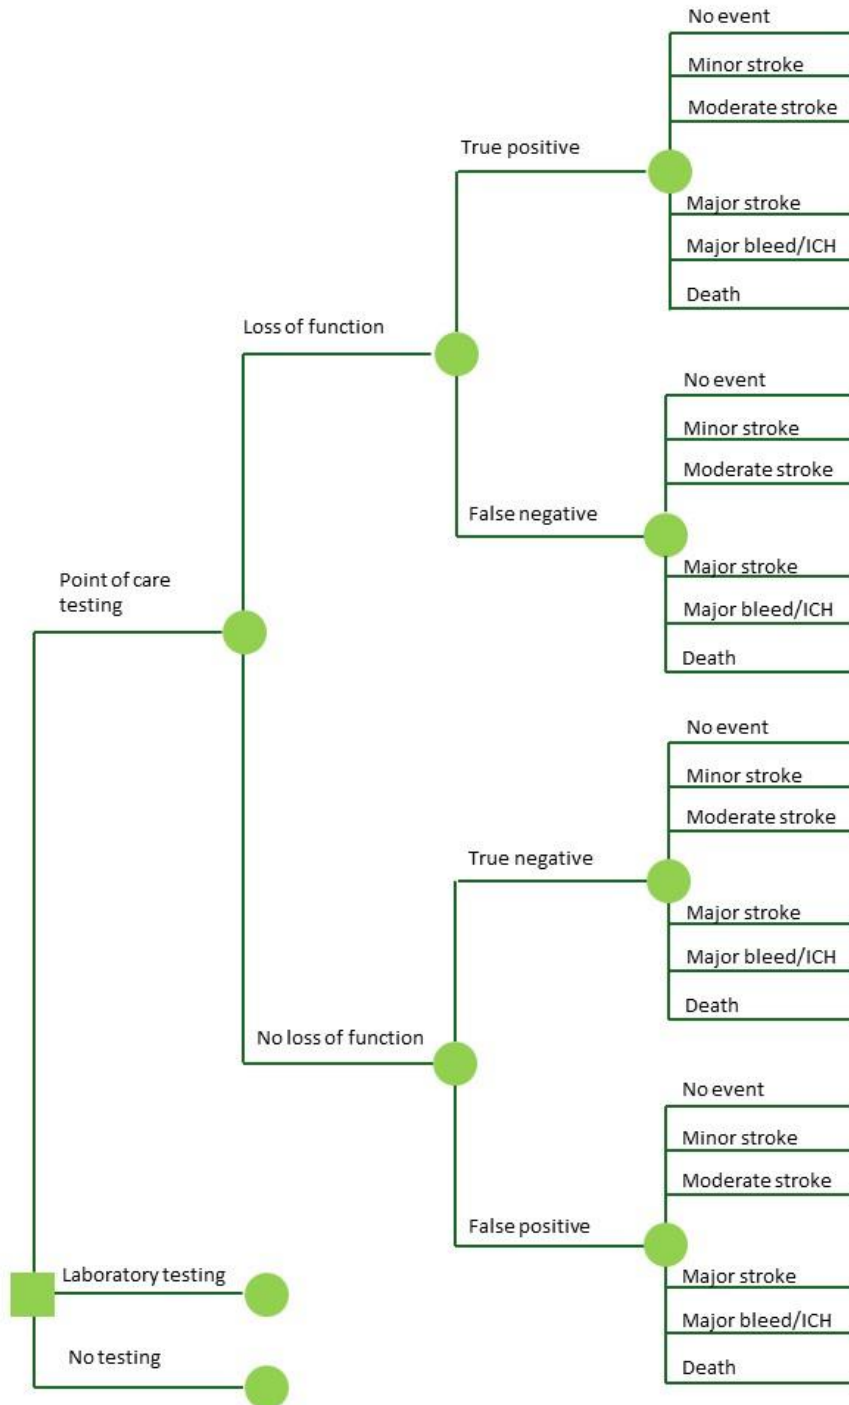 No event
Minor stroke
Moderate stroke
True positive
Major stroke
Major bleed/ICH
Death
Loss of function
No event
Minor stroke
Moderate stroke
False negative
Major stroke
Major bleed/ICH
Death
Point of care
testing
No event
Minor stroke
Moderate stroke
True negative
Major stroke
Major bleed/ICH
Death
No loss of function
No event
Minor stroke
Moderate stroke
False positive
Major stroke
Major bleed/ICH
Death
Laboratory testing
No testing